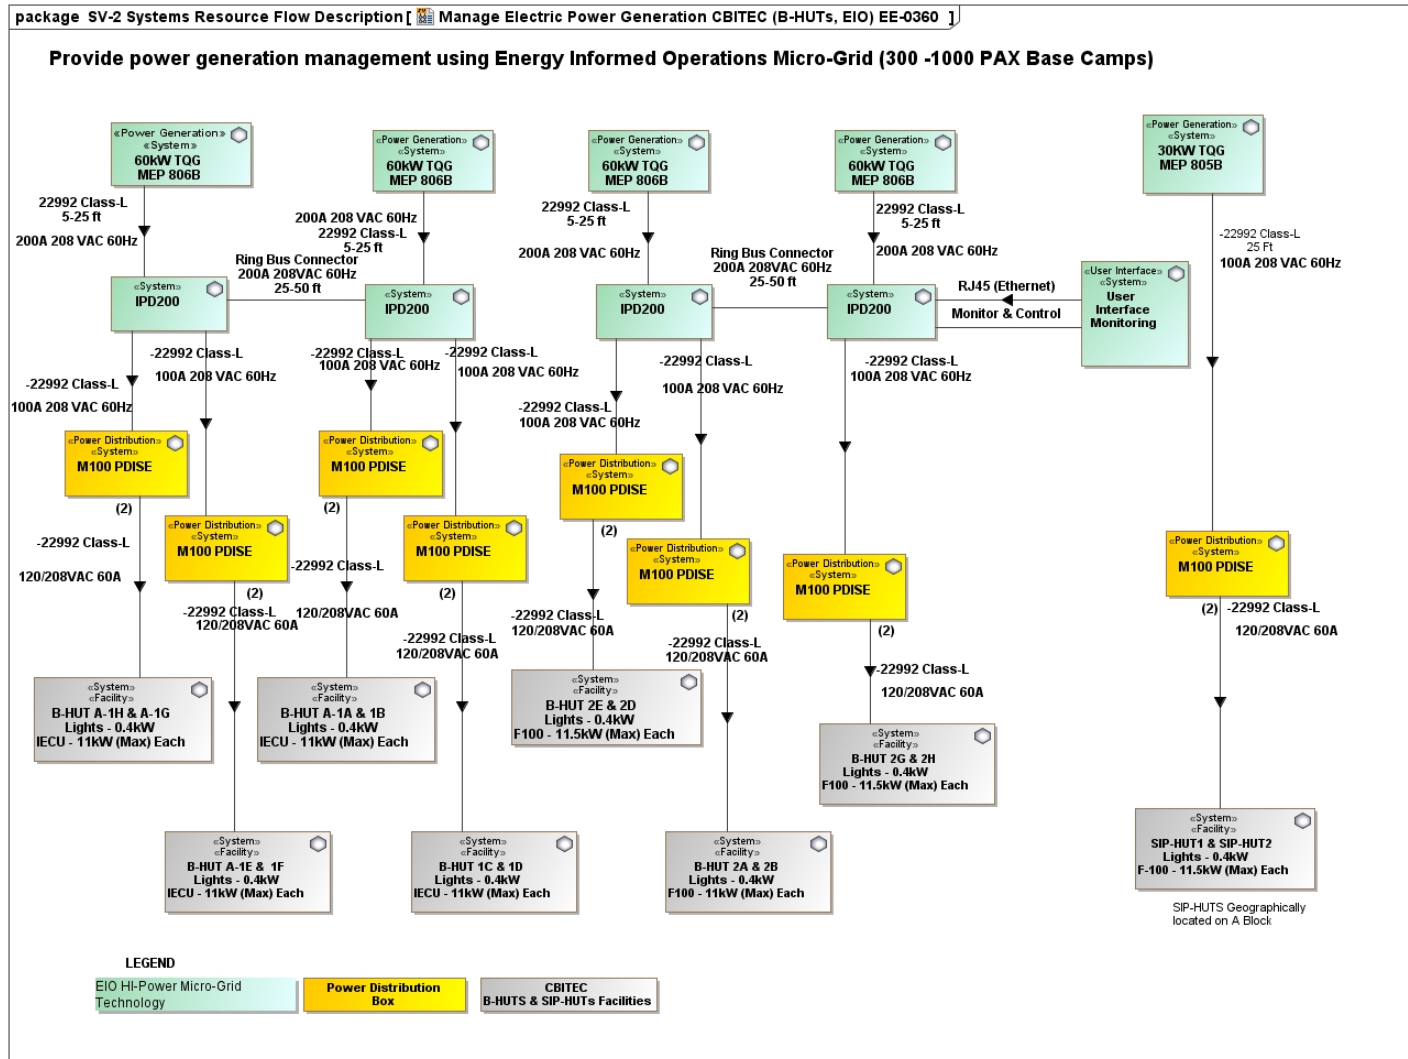 package SV-2 Systems Resource Flow Description [ Manage Electric Power Generation CBITEC (B-HUTs, EIO) EE-0360 ]
Provide power generation management using Energy Informed Operations Micro-Grid (300 -1000 PAX Base Camps)
«Power Generation»
«System»
60kW TQG
MEP 806B
«Power Generation»
«System»
60kW TQG
MEP 806B
«Power Generation»
«System»
60kW TQG
MEP 806B
«Power Generation»
«System»
60kW TQG
MEP 806B
«Power Generation»
«System»
30KW TQG
MEP 805B
22992 Class-L
5-25 ft
200A 208 VAC 60Hz
200A 208 VAC 60Hz
22992 Class-L
5-25 ft
22992 Class-L
5-25 ft
200A 208 VAC 60Hz
22992 Class-L
5-25 ft
200A 208 VAC 60Hz
-22992 Class-L
25 Ft
100A 208 VAC 60Hz
Ring Bus Connector
200A 208VAC 60Hz
25-50 ft
Ring Bus Connector
200A 208VAC 60Hz
25-50 ft
«System»
IPD200
«System»
IPD200
«System»
IPD200
«System»
IPD200
RJ45 (Ethernet)
Monitor & Control
«User Interface»
«System»
User
Interface
Monitoring
-22992 Class-L
100A 208 VAC 60Hz
-22992 Class-L
100A 208 VAC 60Hz
-22992 Class-L
100A 208 VAC 60Hz
-22992 Class-L
100A 208 VAC 60Hz
-22992 Class-L
100A 208 VAC 60Hz
-22992 Class-L
100A 208 VAC 60Hz
-22992 Class-L
100A 208 VAC 60Hz
«Power Distribution»
«System»
M100 PDISE
(2)
«Power Distribution»
«System»
M100 PDISE
(2)
«Power Distribution»
«System»
M100 PDISE
(2)
«Power Distribution»
«System»
M100 PDISE
(2)
«Power Distribution»
«System»
M100 PDISE
(2)
«Power Distribution»
«System»
M100 PDISE
(2)
«Power Distribution»
«System»
M100 PDISE
(2)
«Power Distribution»
«System»
M100 PDISE
(2)
-22992 Class-L
120/208VAC 60A
-22992 Class-L
120/208VAC 60A
-22992 Class-L
120/208VAC 60A
-22992 Class-L
120/208VAC 60A
-22992 Class-L
120/208VAC 60A
-22992 Class-L
120/208VAC 60A
-22992 Class-L
120/208VAC 60A
-22992 Class-L
120/208VAC 60A
«System»
«Facility»
B-HUT A-1H & A-1G
Lights - 0.4kW
IECU - 11kW (Max) Each
«System»
«Facility»
B-HUT A-1A & 1B
Lights - 0.4kW
IECU - 11kW (Max) Each
«System»
«Facility»
B-HUT 2E & 2D
Lights - 0.4kW
F100 - 11.5kW (Max) Each
«System»
«Facility»
B-HUT 2G & 2H
Lights - 0.4kW
F100 - 11.5kW (Max) Each
«System»
«Facility»
B-HUT A-1E & 1F
Lights - 0.4kW
IECU - 11kW (Max) Each
«System»
«Facility»
B-HUT 1C & 1D
Lights - 0.4kW
IECU - 11kW (Max) Each
«System»
«Facility»
B-HUT 2A & 2B
Lights - 0.4kW
F100 - 11kW (Max) Each
«System»
«Facility»
SIP-HUT1 & SIP-HUT2
Lights - 0.4kW
F-100 - 11.5kW (Max) Each
SIP-HUTS Geographically
located on A Block
LEGEND
EIO HI-Power Micro-Grid
Technology
Power Distribution
Box
CBITEC
B-HUTS & SIP-HUTs Facilities